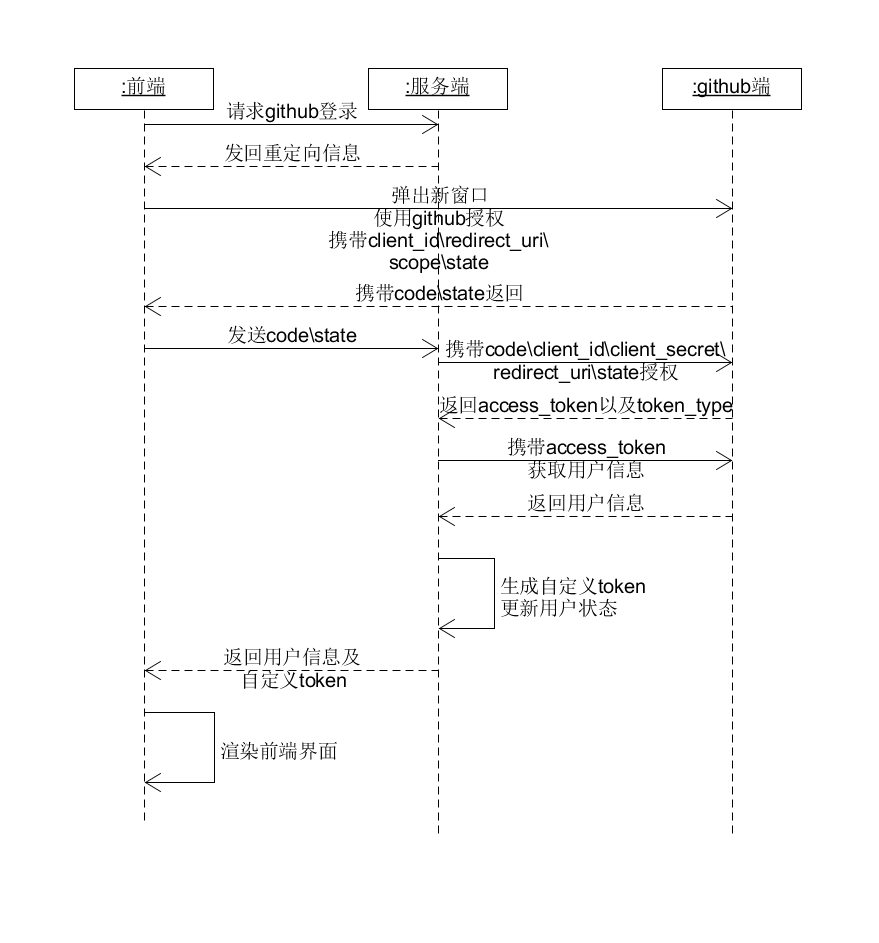 :前端
:服务端
:github端
请求github登录
发回重定向信息
弹出新窗口
使用github授权
携带client_id\redirect_uri\
scope\state
携带code\state返回
发送code\state
携带code\client_id\client_secret\
redirect_uri\state授权
返回access_token以及token_type
携带access_token
获取用户信息
返回用户信息
生成自定义token
更新用户状态
返回用户信息及
自定义token
渲染前端界面